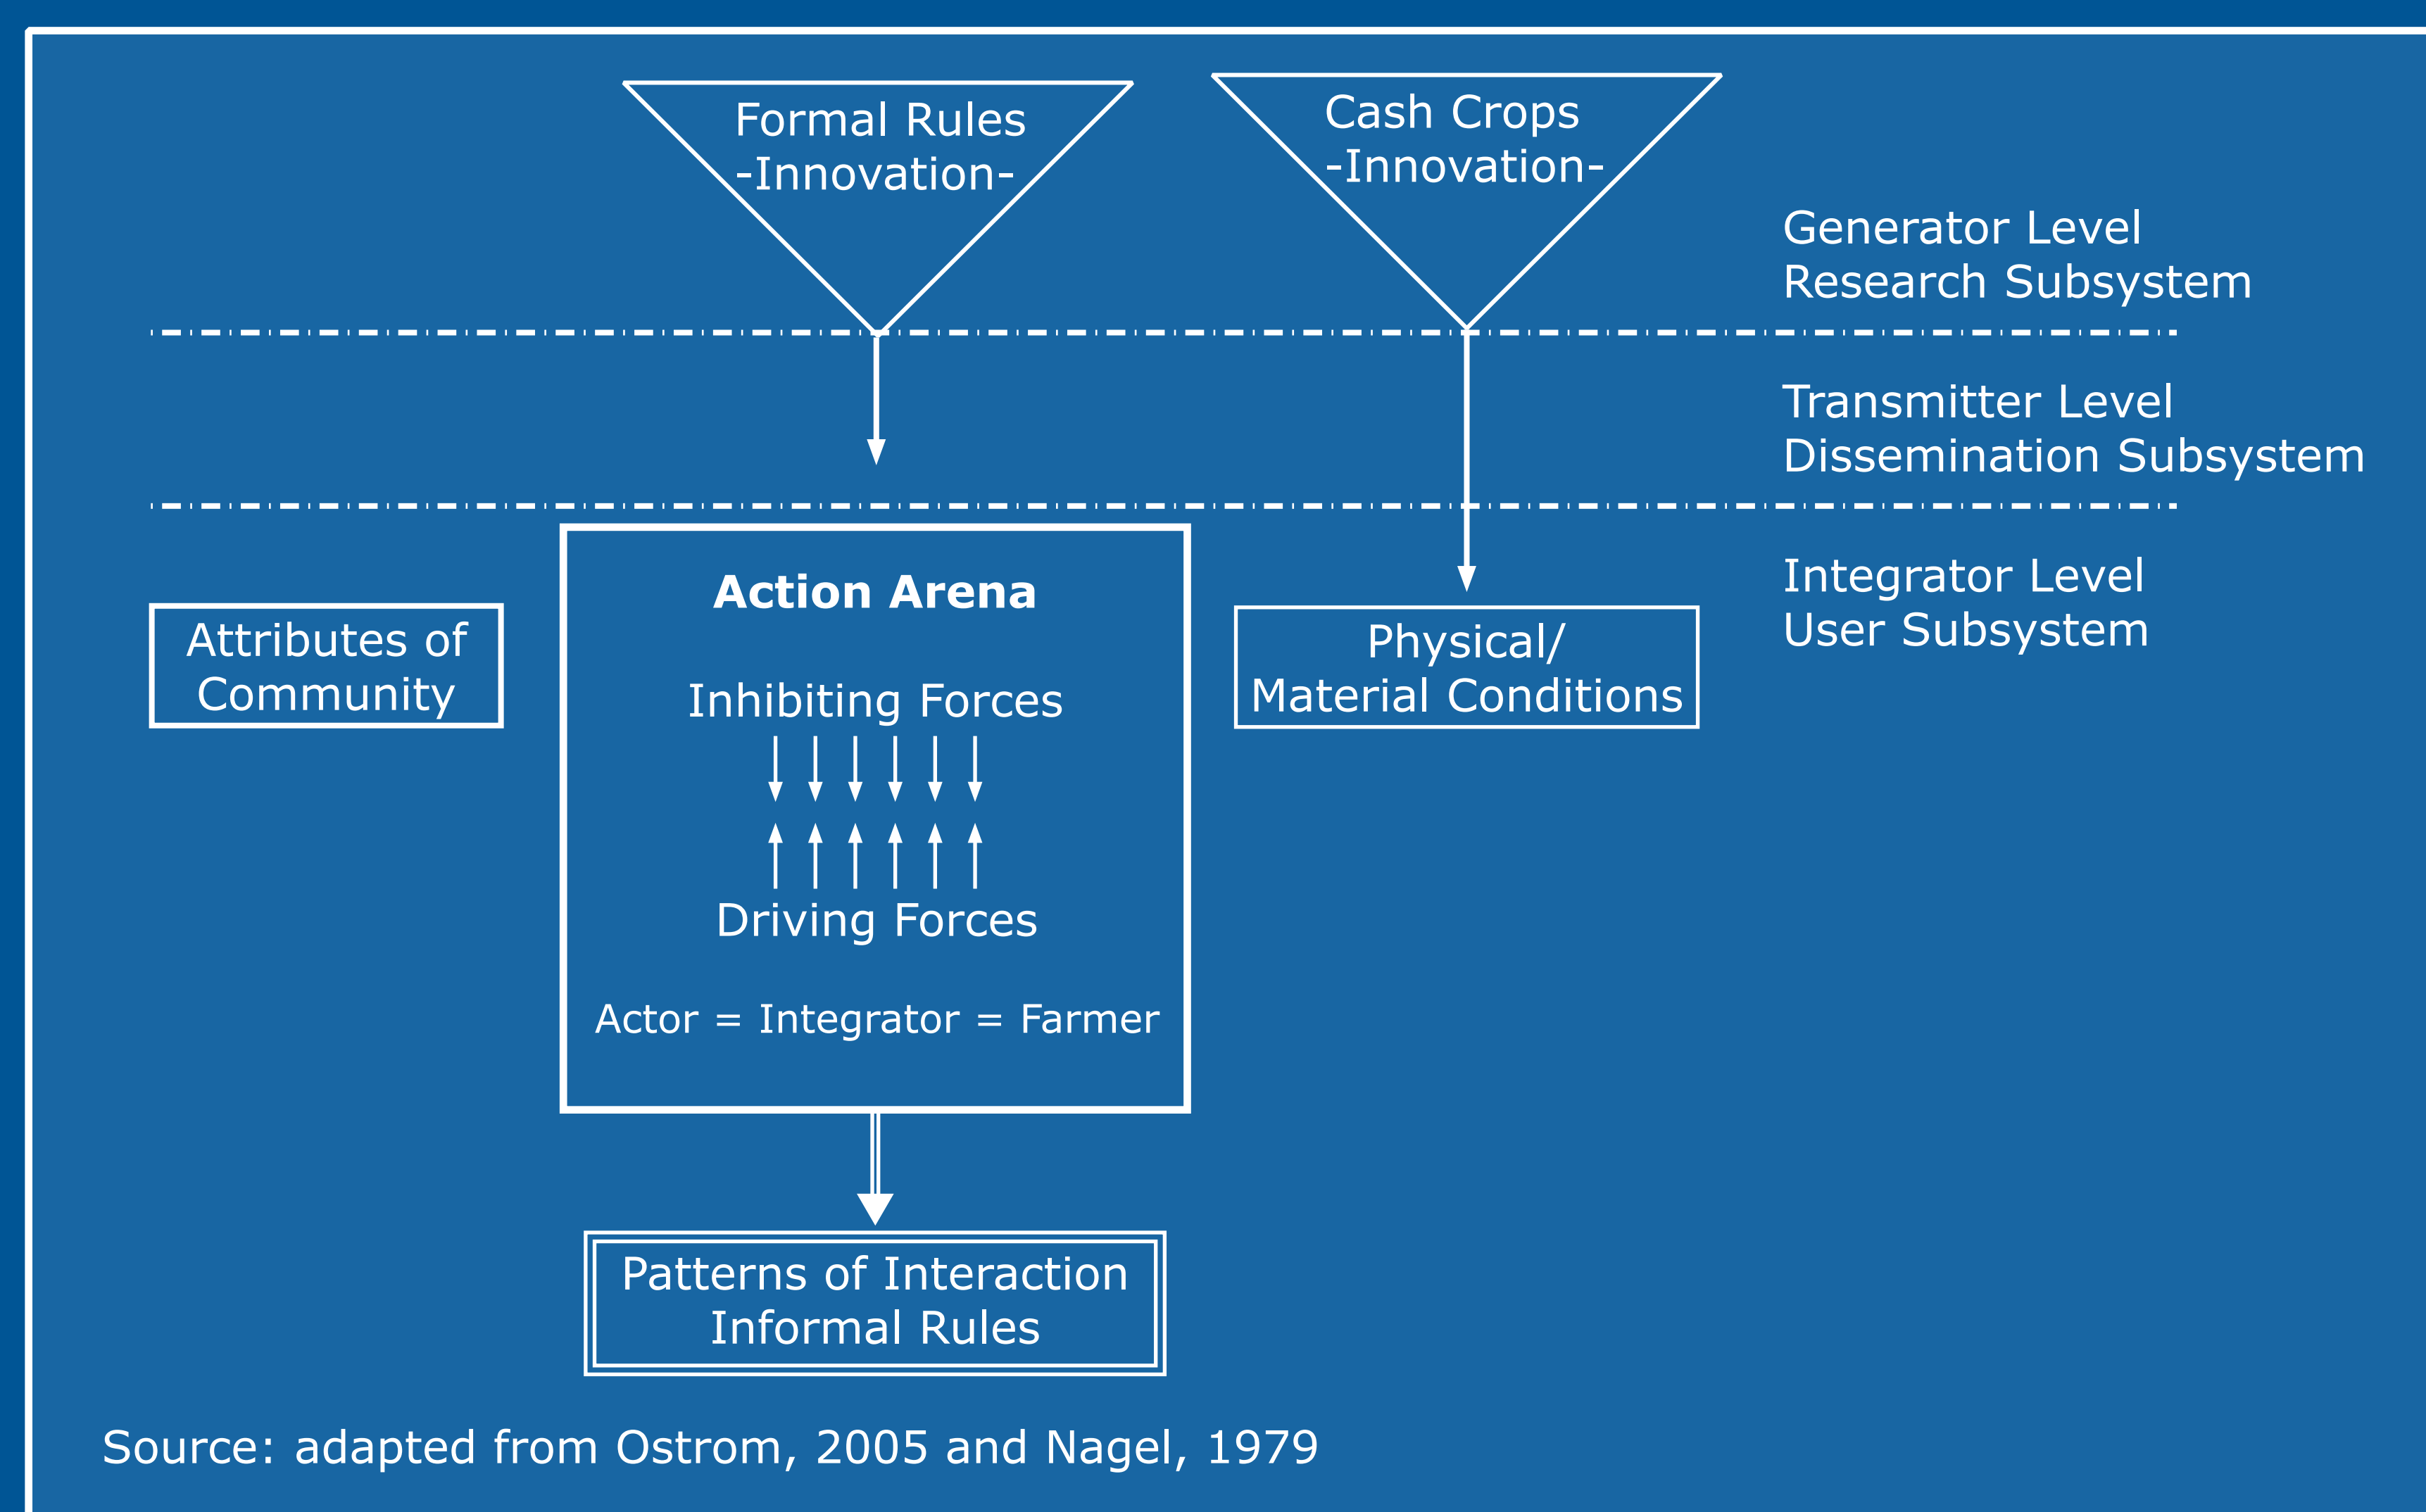 Formal Rules
-Innovation-
Cash Crops
-Innovation-
Generator Level
Research Subsystem
Transmitter Level
Dissemination Subsystem
Integrator Level
User Subsystem
Attributes of
Community
Action Arena
Inhibiting Forces
Driving Forces
Actor = Integrator = Farmer
Physical/
Material Conditions
Patterns of Interaction
Informal Rules
Source: adapted from Ostrom, 2005 and Nagel, 1979